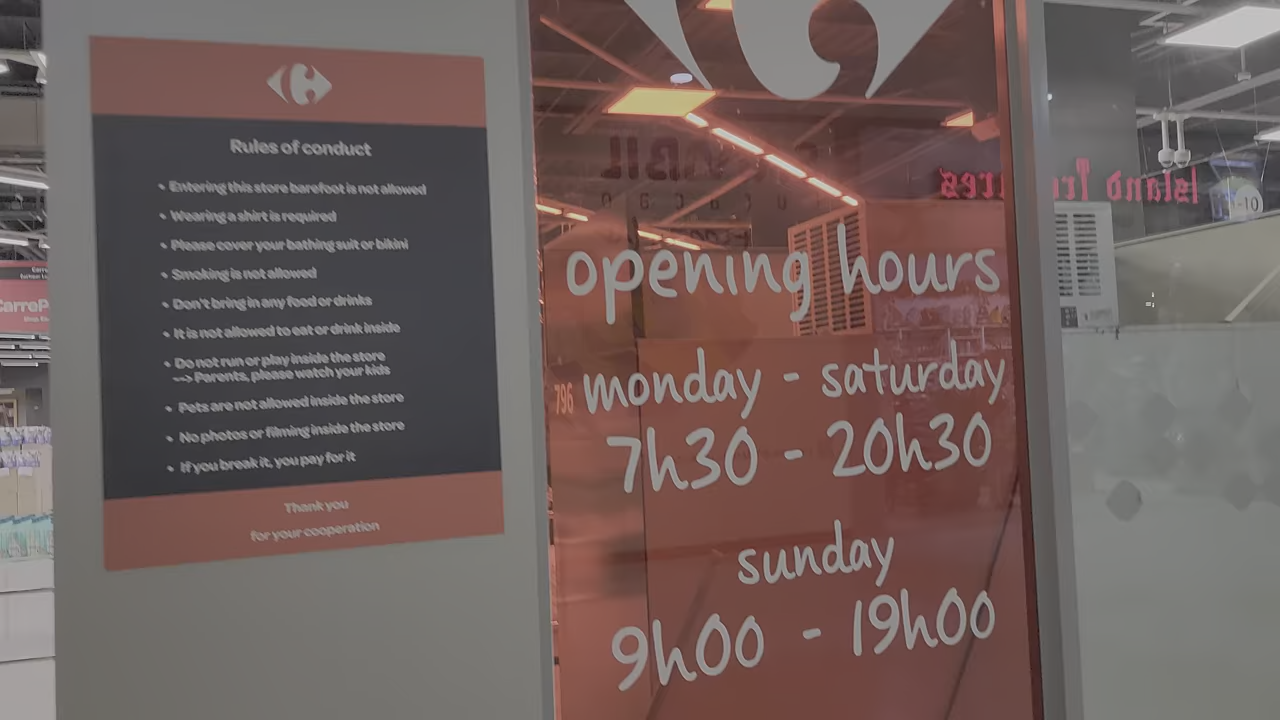 Rules of conduct
• Entering this store barefoot is not allowed
• Wearing a shirt is required
• Please cover your bathing suit or bikini
• Smoking is not allowed
• Don't bring in any food or drinks
• It is not allowed to eat or drink inside
• Do not run or play inside the store
--> Parents, please watch your kids
• Pets are not allowed inside the store
• No photos or filming inside the store
• If you break it, you pay for it
Thank you
for your cooperation
opening hours
796
monday - saturday
7h30 - 20h30
sunday
9h00 - 19h00
Island